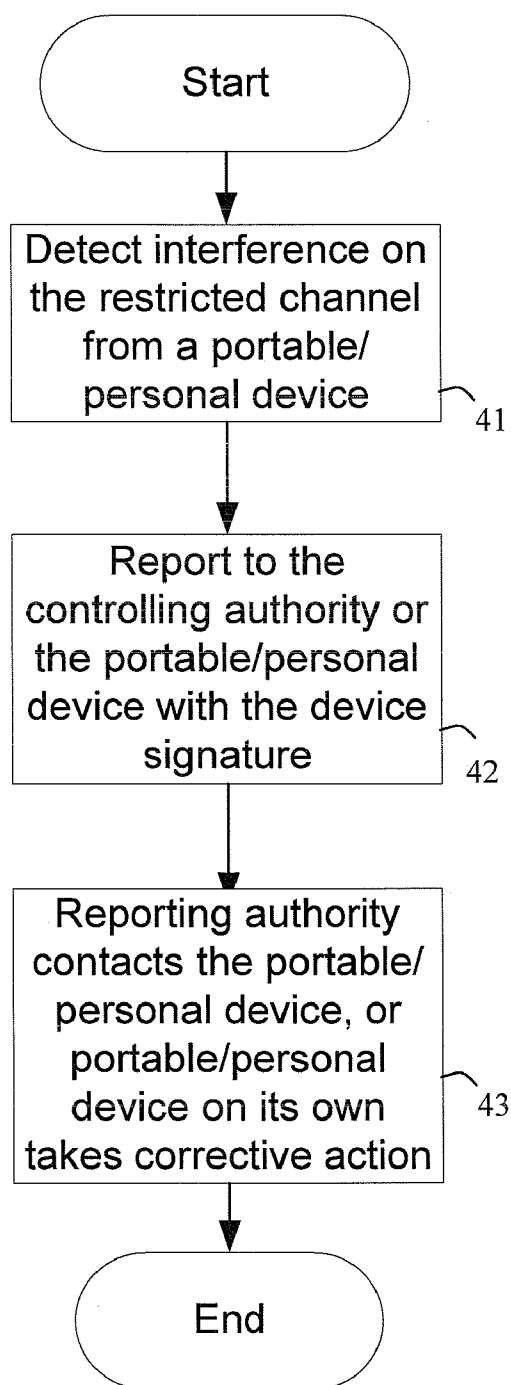 Start
Detect interference on
the restricted channel
from a portable/
personal device
41
Report to the
controlling authority or
the portable/personal
device with the device
signature
42
Reporting authority
contacts the portable/
personal device, or
portable/personal
device on its own
takes corrective action
43
End